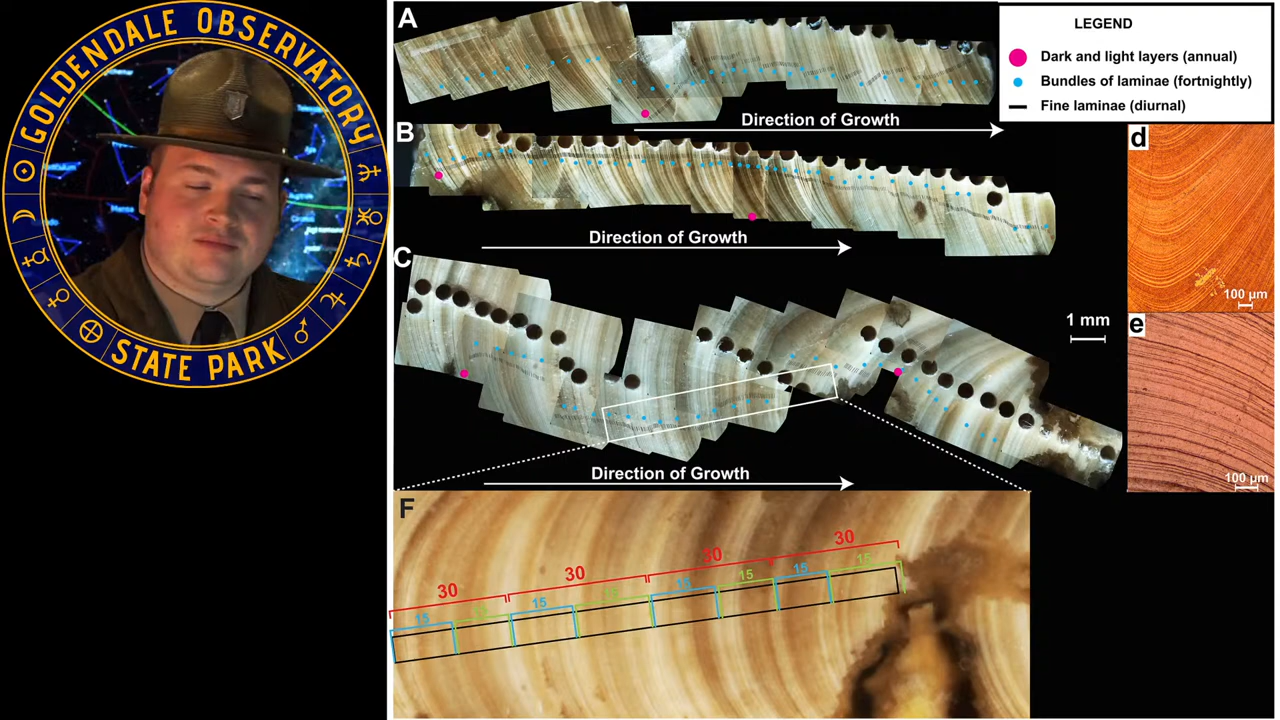 GOLDENDALE OBSERVATORY
STATE PARK
A
B
C
LEGEND
Dark and light layers (annual)
Bundles of laminae (fortnightly)
Fine laminae (diurnal)
Direction of Growth
Direction of Growth
Direction of Growth
1 mm
d
100 µm
e
100 µm
F
30
30
30
30
15
15
15
15
15
15
15
15